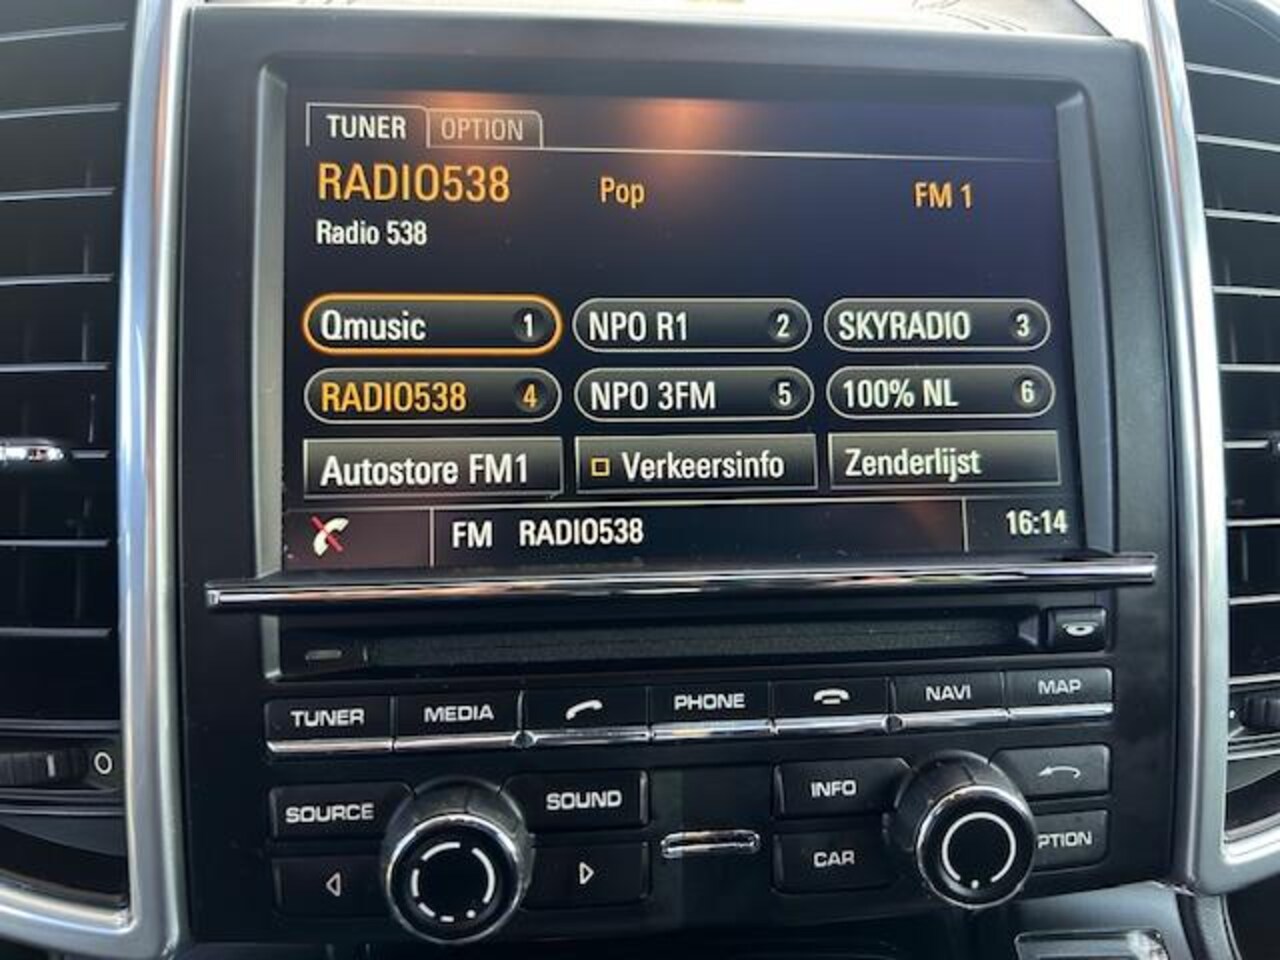 TUNER OPTION
RADIO538 Pop FM 1
Radio 538
Qmusic 1 NPO R1 2 SKYRADIO 3
RADIO538 4 NPO 3FM 5 100% NL 6
Autostore FM1 Verkeersinfo Zenderlijst
FM RADIO538 16:14
TUNER MEDIA PHONE NAVI MAP
SOURCE SOUND INFO
CAR PTION